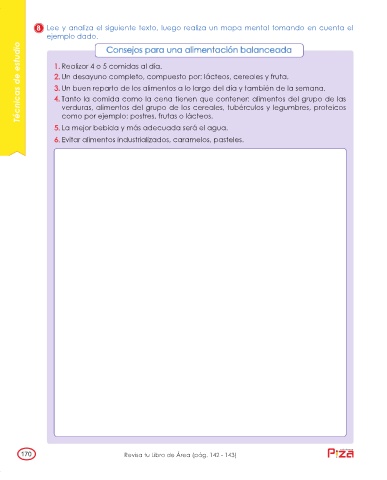 8 Lee y analiza el siguiente texto, luego realiza un mapa mental tomando en cuenta el
ejemplo dado.
Técnicas de estudio
Consejos para una alimentación balanceada
1. Realizar 4 o 5 comidas al día.
2. Un desayuno completo, compuesto por: lácteos, cereales y fruta.
3. Un buen reparto de los alimentos a lo largo del día y también de la semana.
4. Tanto la comida como la cena tienen que contener: alimentos del grupo de las
verduras, alimentos del grupo de los cereales, tubérculos y legumbres, proteicos
como por ejemplo: postres, frutas o lácteos.
5. La mejor bebida y más adecuada será el agua.
6. Evitar alimentos industrializados, caramelos, pasteles.
170
Revisa tu Libro de Área (pág. 142 - 143)
Piza